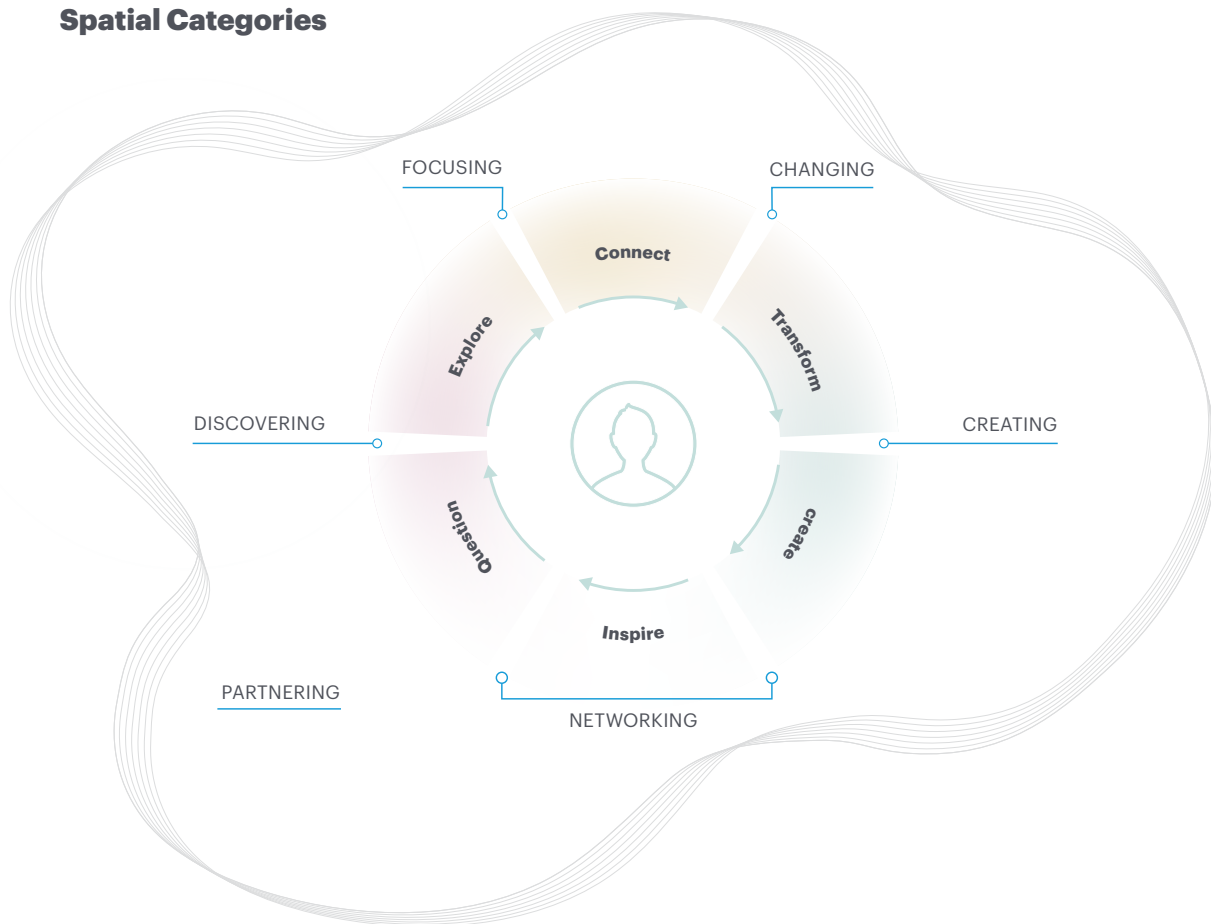 Spatial Categories
FOCUSING
CHANGING
Connect
Explore
Transform
DISCOVERING
CREATING
Question
create
Inspire
PARTNERING
NETWORKING